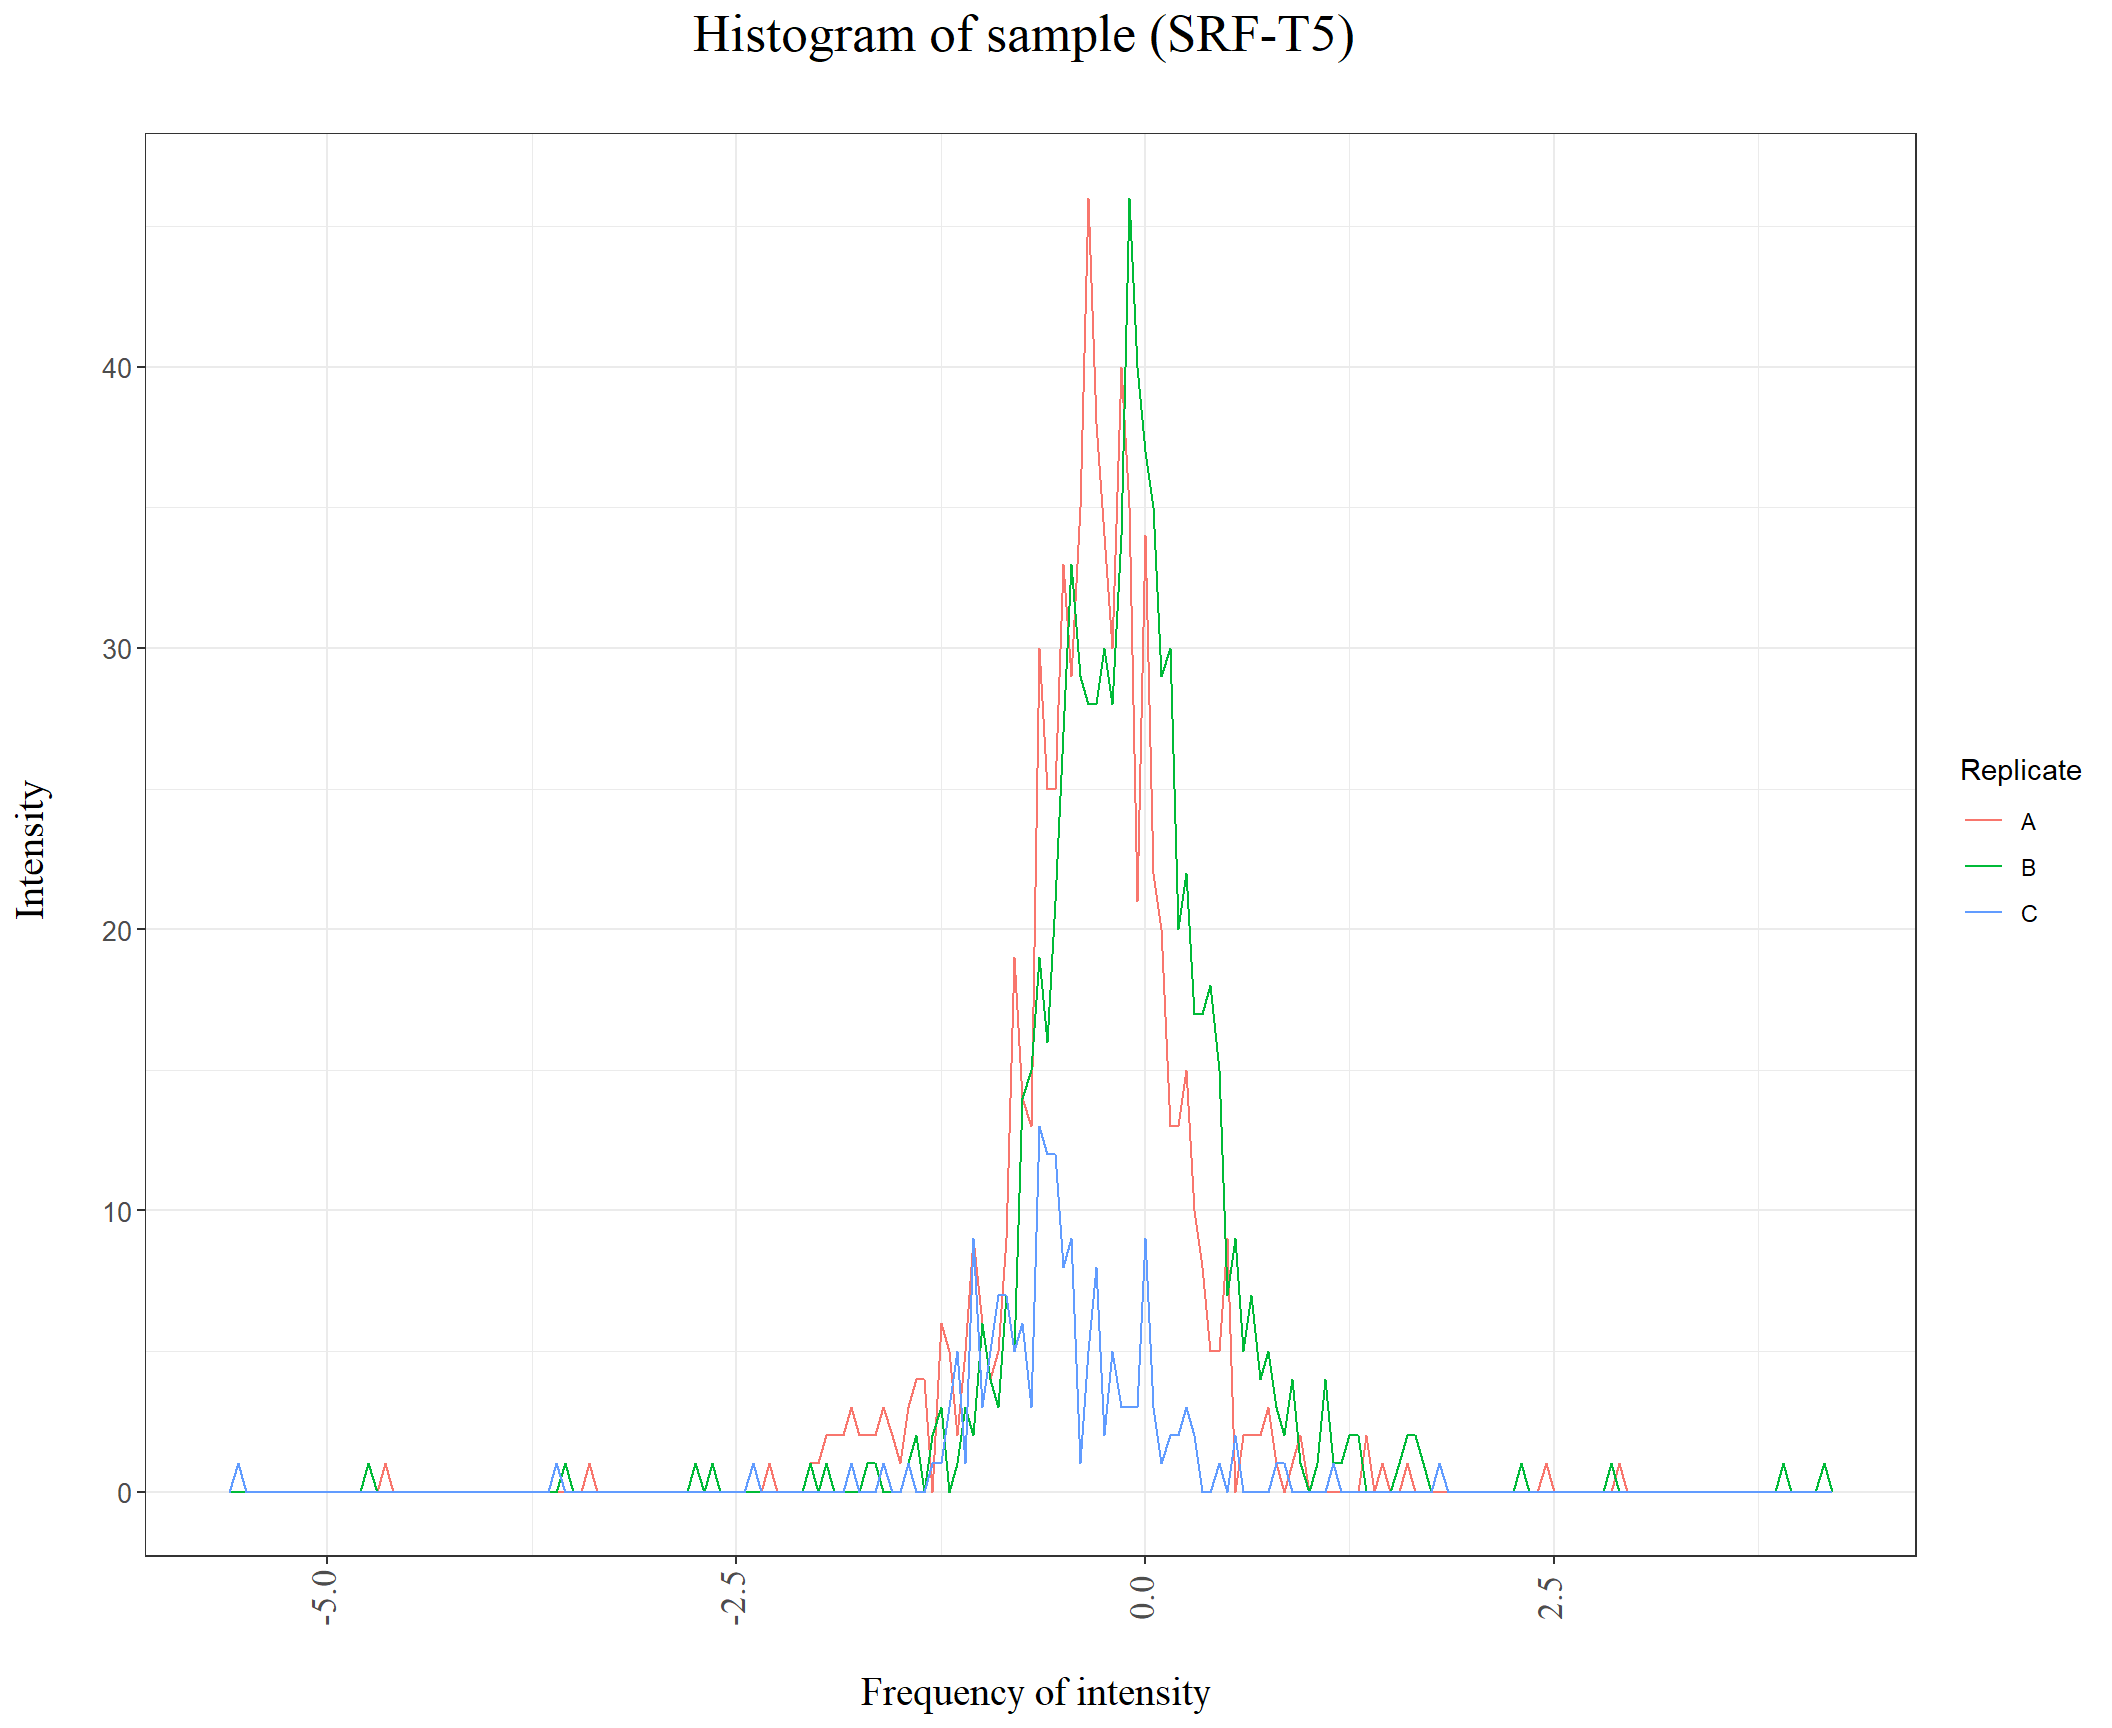 Histogram of sample (SRF-T5)
Intensity
40
30
20
10
0
-5.0
-2.5
0.0
2.5
Frequency of intensity
Replicate
A
B
C